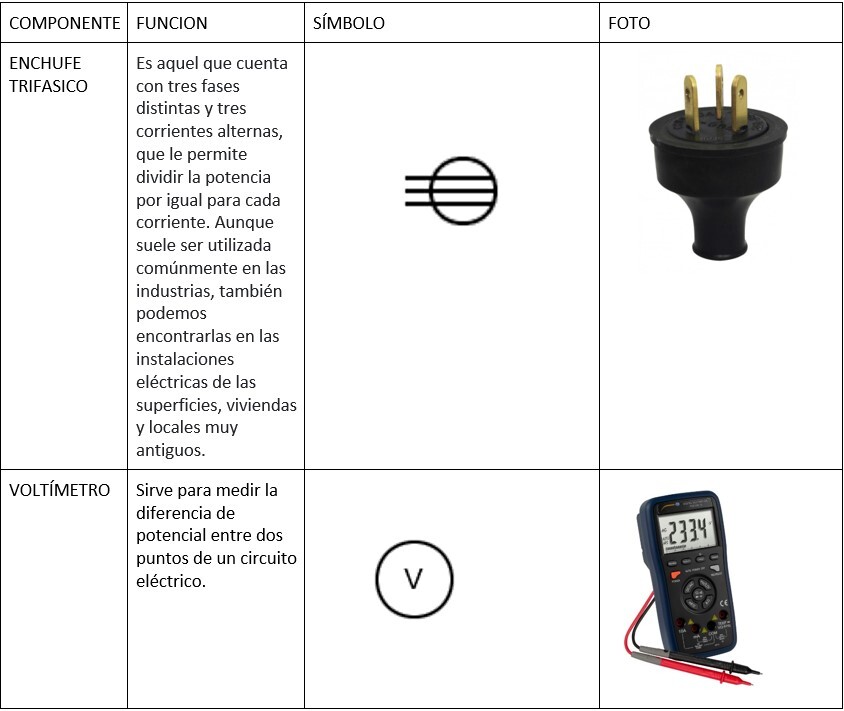 COMPONENTE FUNCION SÍMBOLO FOTO
ENCHUFE
TRIFASICO
Es aquel que cuenta
con tres fases
distintas y tres
corrientes alternas,
que le permite
dividir la potencia
por igual para cada
corriente. Aunque
suele ser utilizada
comúnmente en las
industrias, también
podemos
encontrarlas en las
instalaciones
eléctricas de las
superficies, viviendas
y locales muy
antiguos.
VOLTÍMETRO
Sirve para medir la
diferencia de
potencial entre dos
puntos de un circuito
eléctrico.
V
233.4
CE